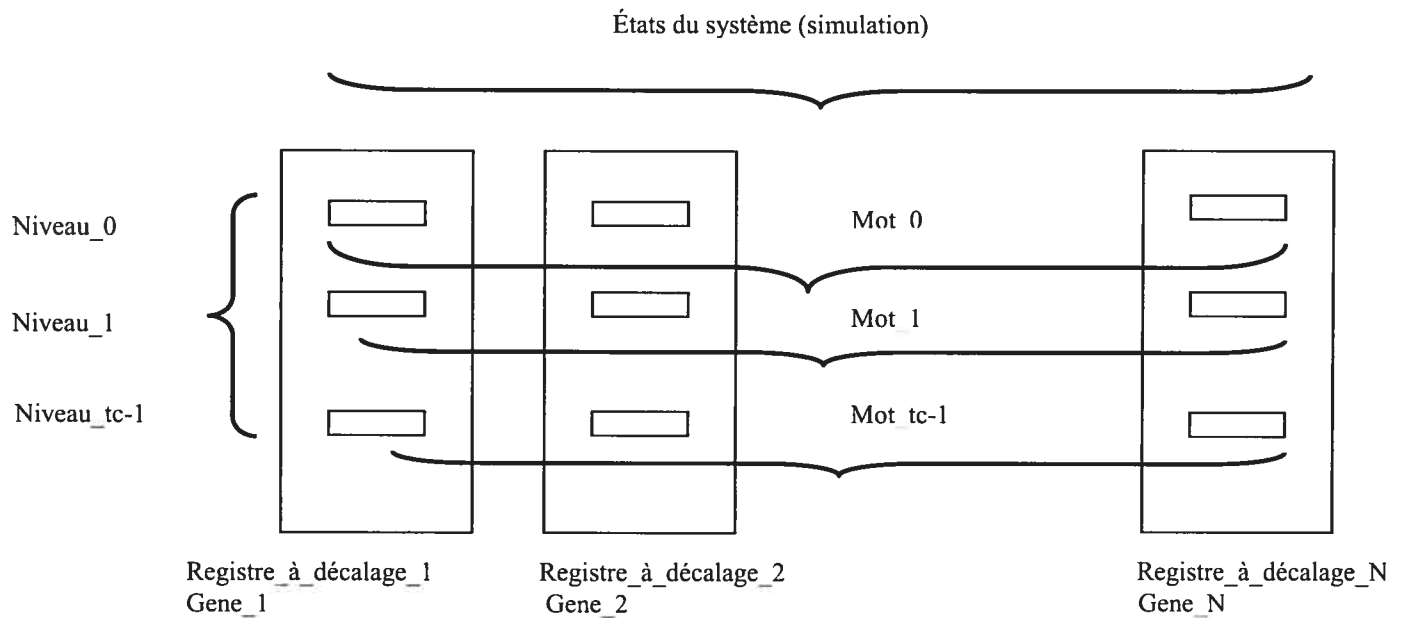 États du système (simulation)
Niveau_0
Mot_0
Niveau_1
Mot_1
Niveau_tc-1
Mot_tc-1
Registre_à_décalage_1
Gene_1
Registre_à_décalage_2
Gene_2
Registre_à_décalage_N
Gene_N